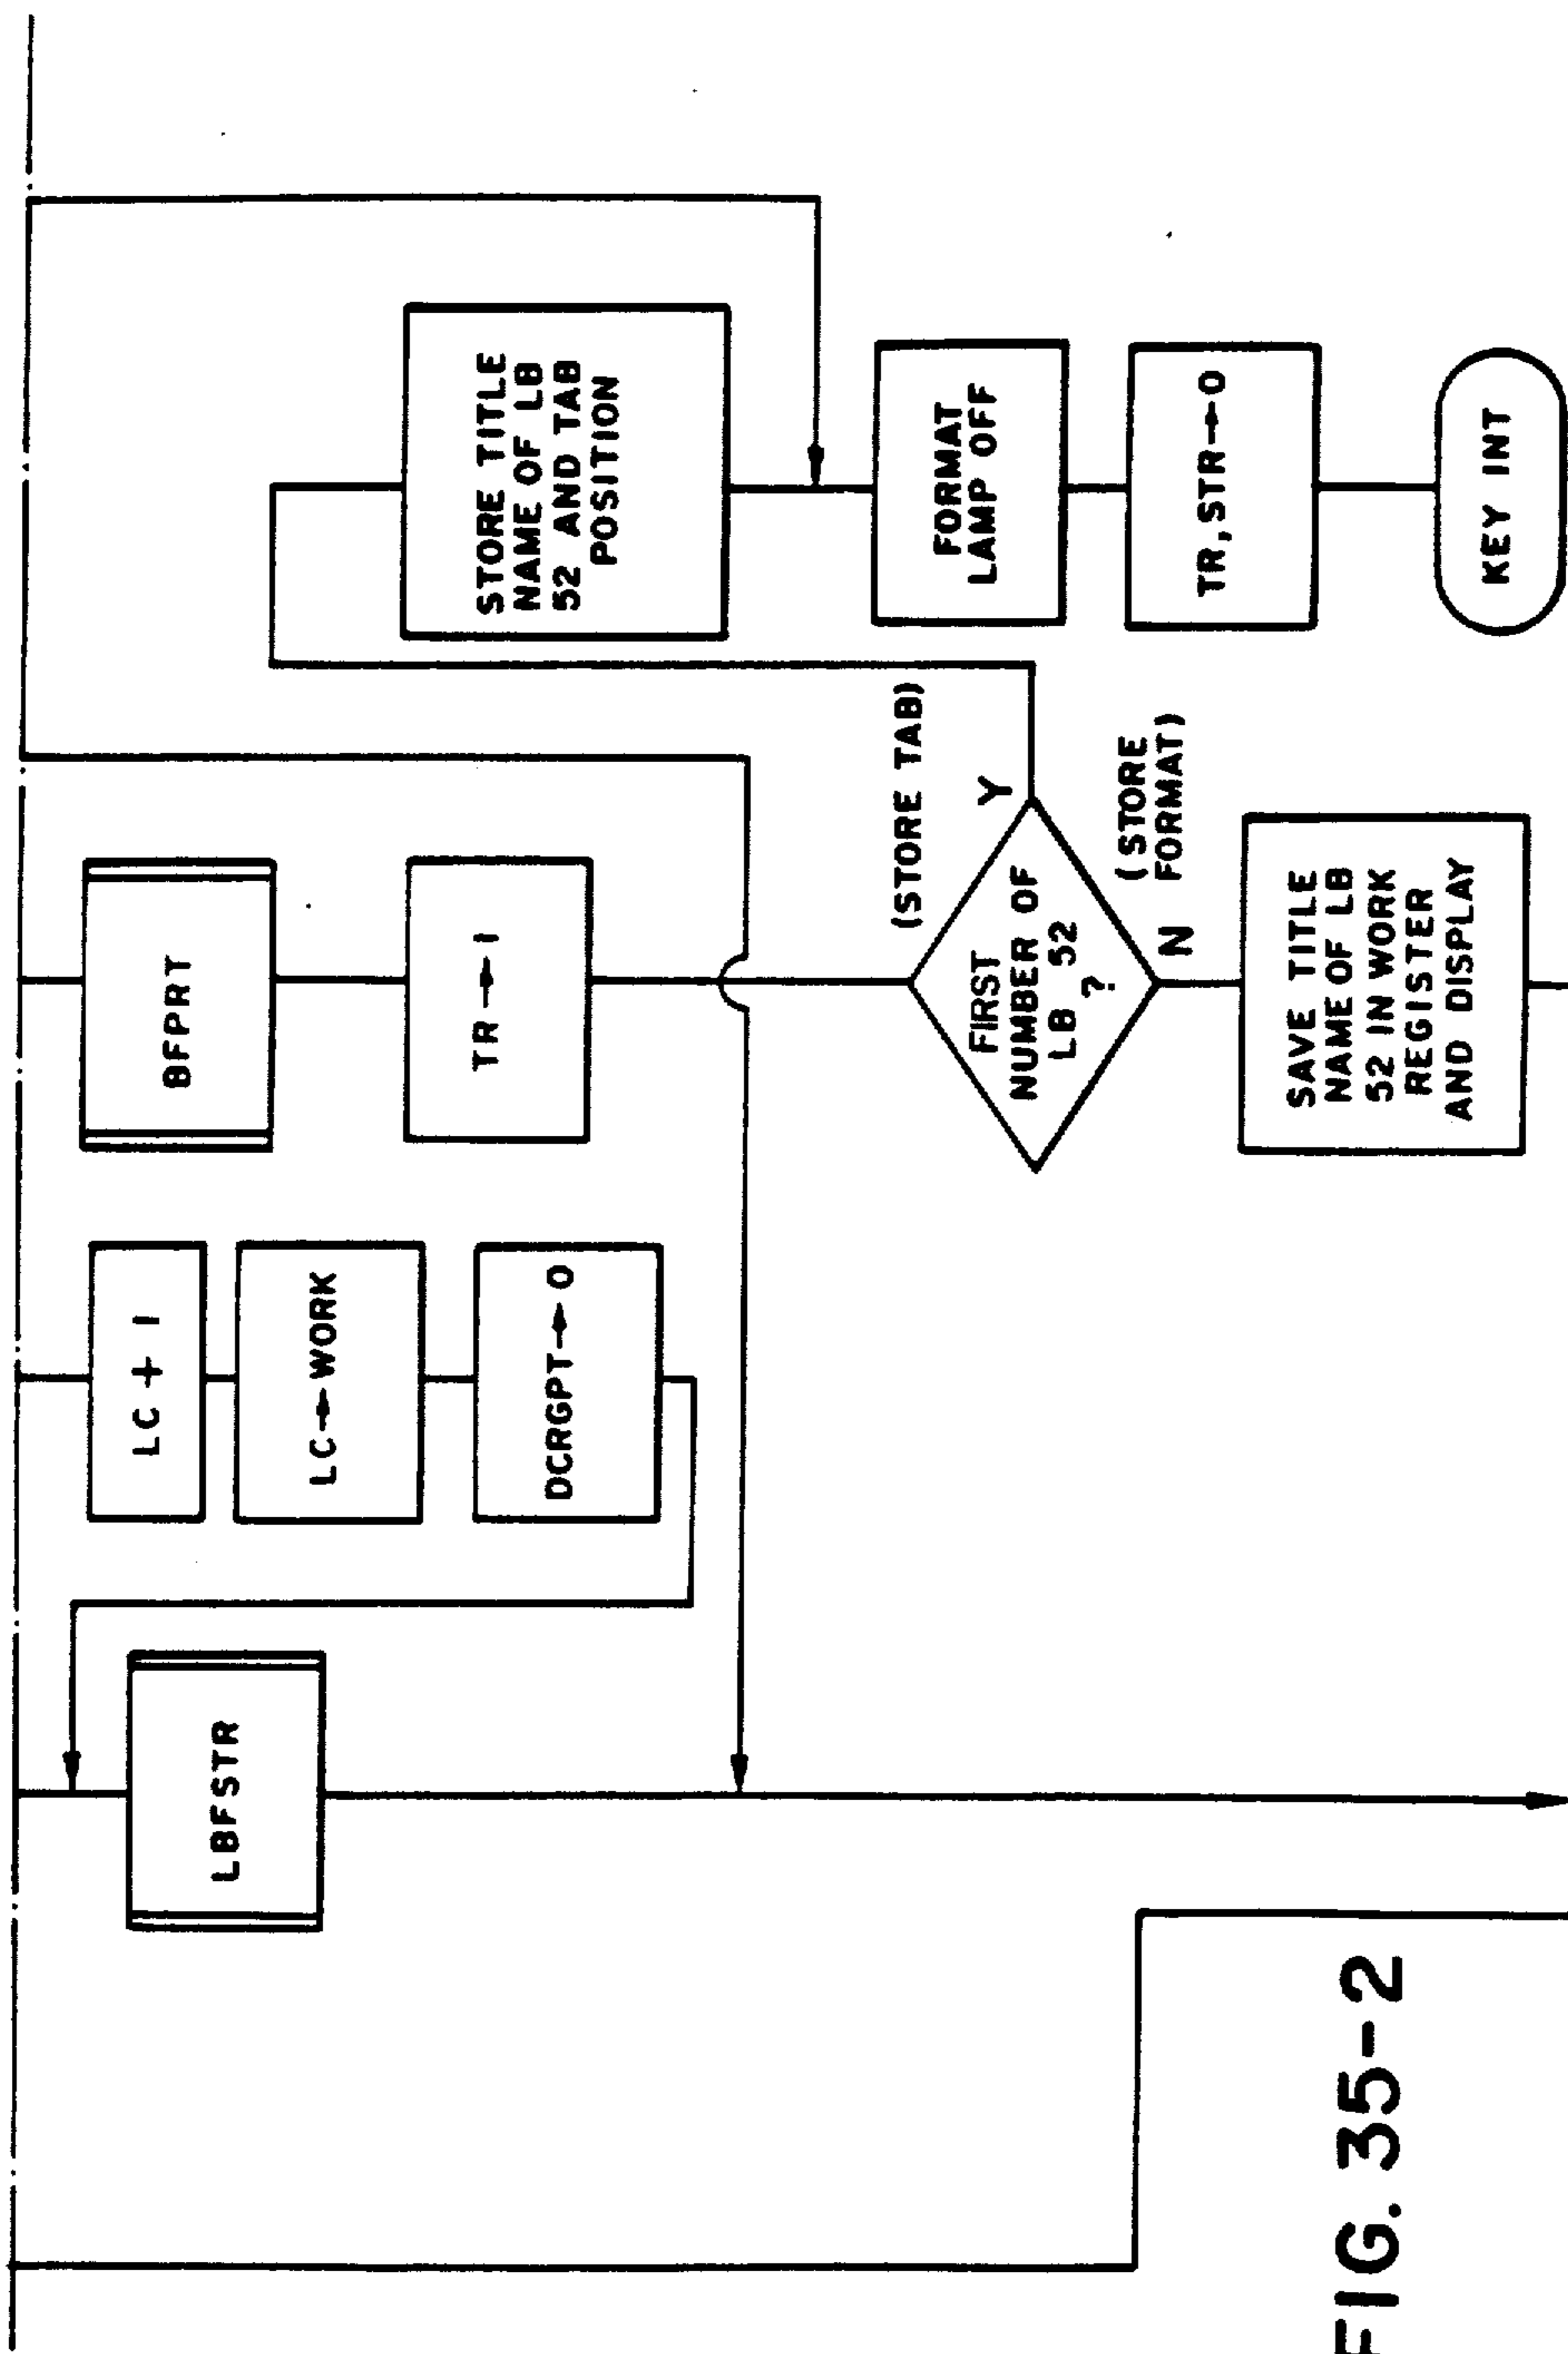 LBFSTR
LC + 1
LC→WORK
DCRGPT→0
BFPRT
TR→1
FIRST
NUMBER OF
LB 52
?
Y
(STORE TAB)
N
(STORE
FORMAT)
SAVE TITLE
NAME OF LB
52 IN WORK
REGISTER
AND DISPLAY
STORE TITLE
NAME OF LB
52 AND TAB
POSITION
FORMAT
LAMP OFF
TR,STR→0
KEY INT
FIG. 35-2